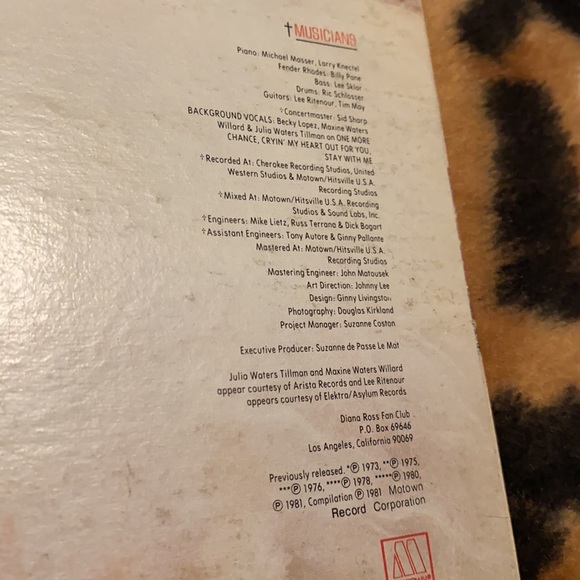 †MUSICIANS
Piano: Michael Masser, Larry Knectel
Fender Rhodes: Billy Pane
Bass: Lee Sklar
Drums: Ric Schlosser
Guitars: Lee Ritenour, Tim May
†Concertmaster: Sid Sharp
BACKGROUND VOCALS: Becky Lopez, Maxine Waters
Willard & Julia Waters Tillman on ONE MORE
CHANCE, CRYIN' MY HEART OUT FOR YOU,
STAY WITH ME
†Recorded At: Cherokee Recording Studios, United
Western Studios & Motown/Hitsville U.S.A.
Recording Studios
†Mixed At: Motown/Hitsville U.S.A. Recording
Studios & Sound Labs, Inc.
†Engineers: Mike Lietz, Russ Terrana & Dick Bogart
†Assistant Engineers: Tony Autore & Ginny Pallante
Mastered At: Motown/Hitsville U.S.A.
Recording Studios
Mastering Engineer: John Matousek
Art Direction: Johnny Lee
Design: Ginny Livingston
Photography: Douglas Kirkland
Project Manager: Suzanne Coston
Executive Producer: Suzanne de Passe Le Mat
Julia Waters Tillman and Maxine Waters Willard
appear courtesy of Arista Records and Lee Ritenour
appears courtesy of Elektra/Asylum Records
Diana Ross Fan Club
P.O. Box 69646
Los Angeles, California 90069
Previously released. *℗ 1973, **℗ 1975,
***℗ 1976, ****℗ 1978, *****℗ 1980,
℗ 1981, Compilation ℗ 1981 Motown
Record Corporation